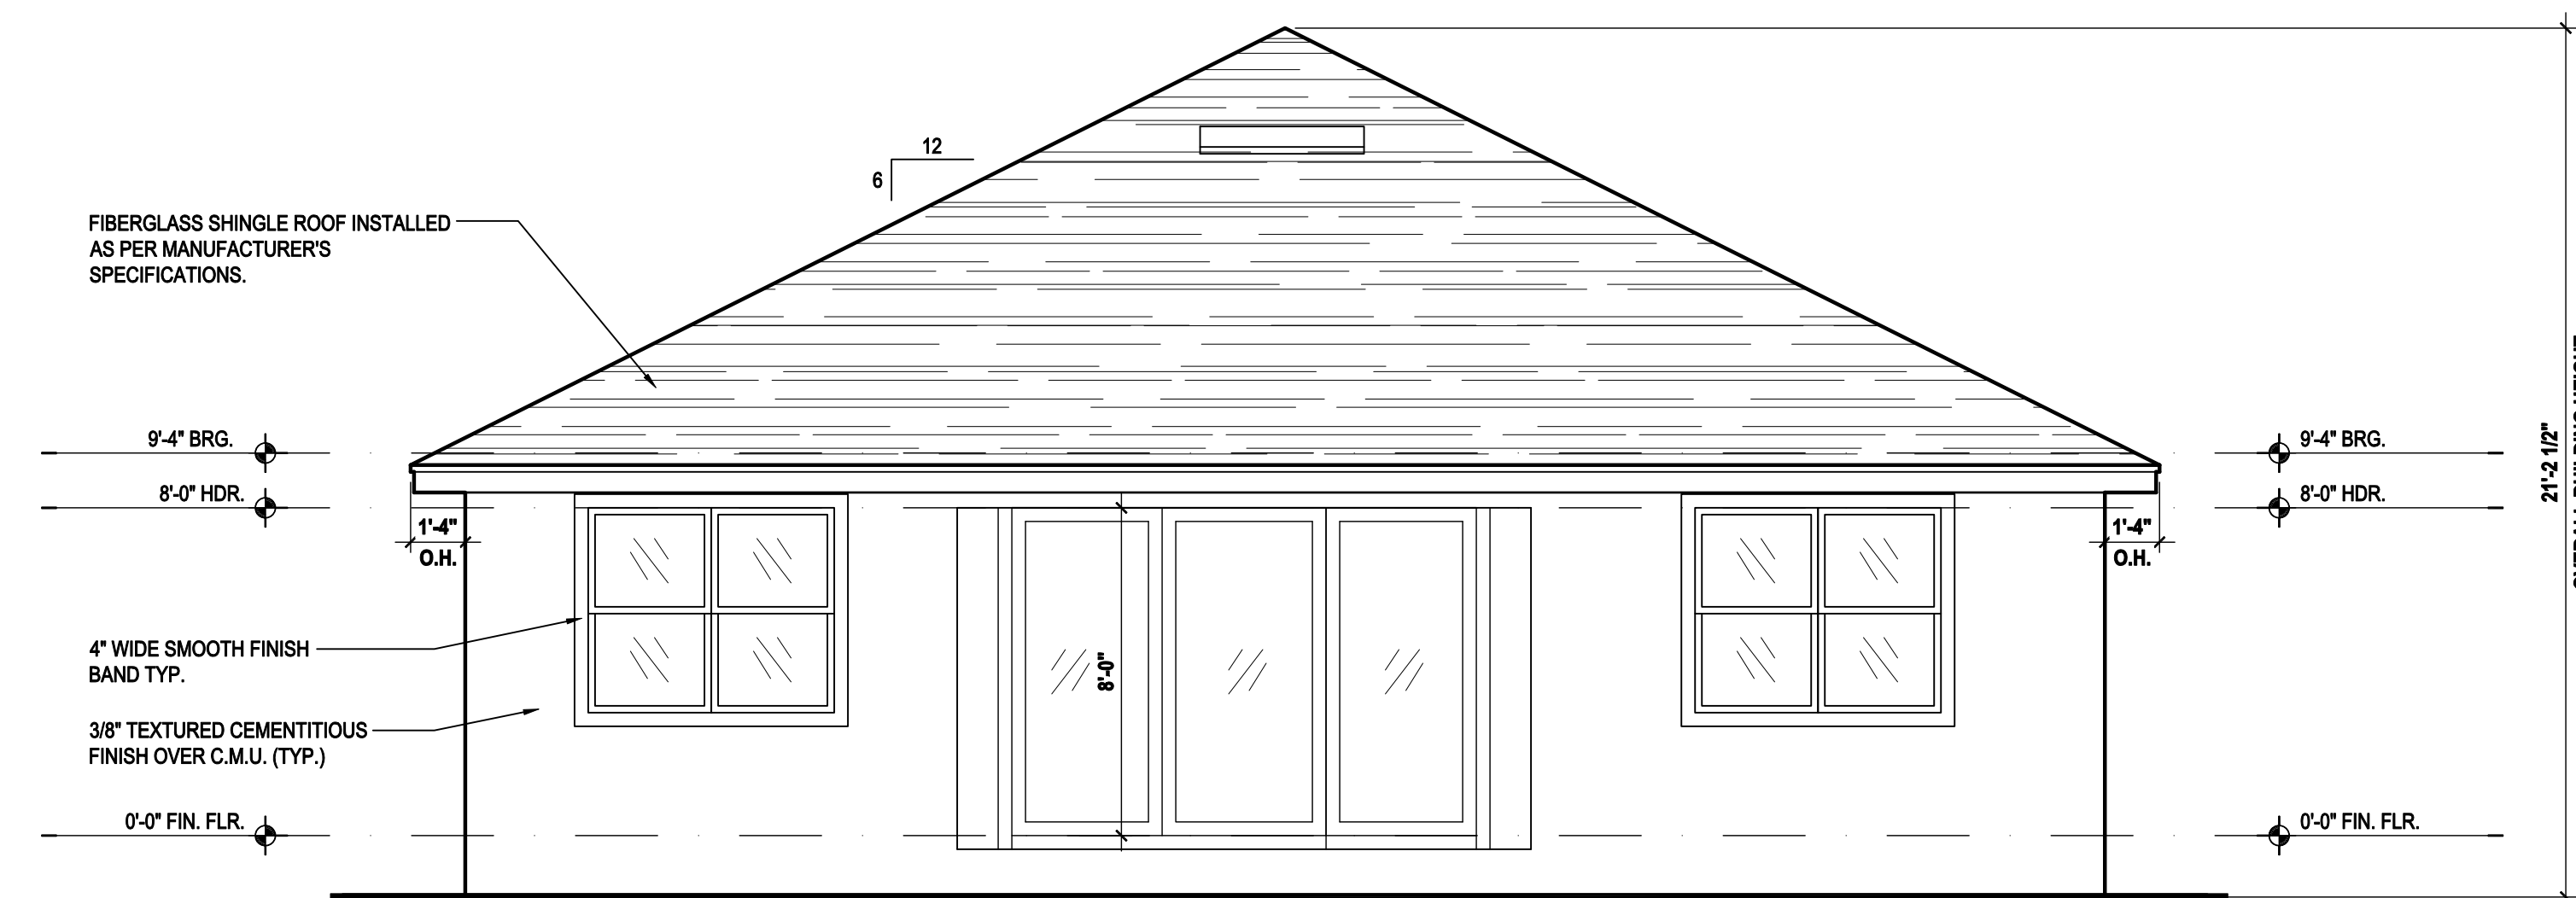 12
6
FIBERGLASS SHINGLE ROOF INSTALLED
AS PER MANUFACTURER'S
SPECIFICATIONS.
9'-4" BRG.
9'-4" BRG.
8'-0" HDR.
8'-0" HDR.
1'-4"
O.H.
1'-4"
O.H.
21'-2 1/2"
8'-0"
4" WIDE SMOOTH FINISH
BAND TYP.
3/8" TEXTURED CEMENTITIOUS
FINISH OVER C.M.U. (TYP.)
0'-0" FIN. FLR.
0'-0" FIN. FLR.